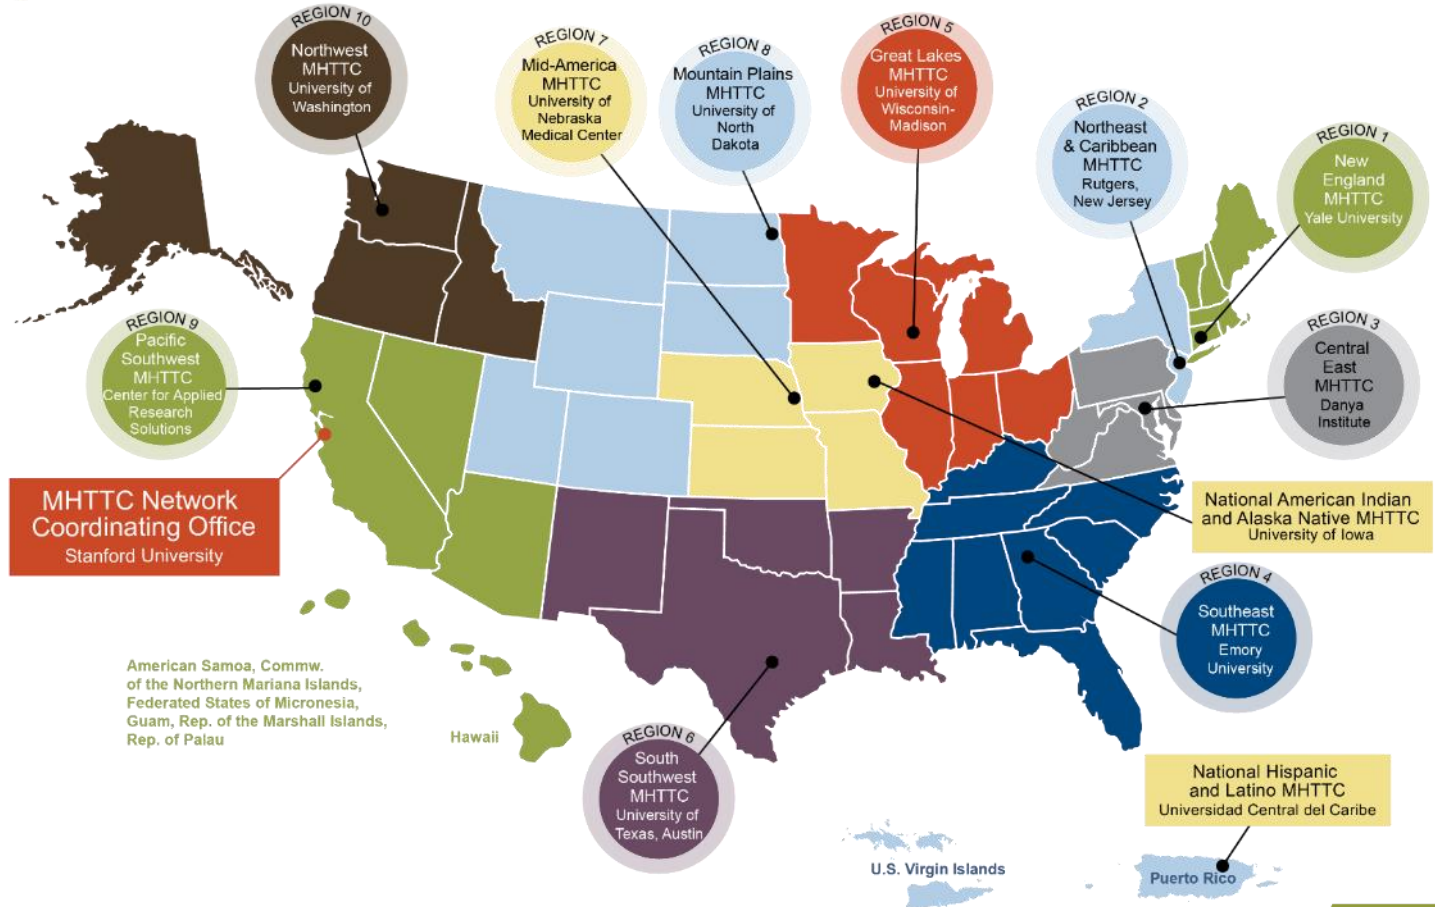 REGION 10
Northwest
MHTTC
University of
Washington
REGION 7
Mid-America
MHTTC
University of
Nebraska
Medical Center
REGION 8
Mountain Plains
MHTTC
University of
North
Dakota
REGION 5
Great Lakes
MHTTC
University of
Wisconsin-
Madison
REGION 2
Northeast
& Caribbean
MHTTC
Rutgers,
New Jersey
REGION 1
New
England
MHTTC
Yale University
REGION 9
Pacific
Southwest
MHTTC
Center for Applied
Research
Solutions
REGION 3
Central
East
MHTTC
Danya
Institute
MHTTC Network
Coordinating Office
Stanford University
National American Indian
and Alaska Native MHTTC
University of Iowa
REGION 4
Southeast
MHTTC
Emory
University
American Samoa, Commw.
of the Northern Mariana Islands,
Federated States of Micronesia,
Guam, Rep. of the Marshall Islands,
Rep. of Palau
Hawaii
REGION 6
South
Southwest
MHTTC
University of
Texas, Austin
National Hispanic
and Latino MHTTC
Universidad Central del Caribe
U.S. Virgin Islands
Puerto Rico